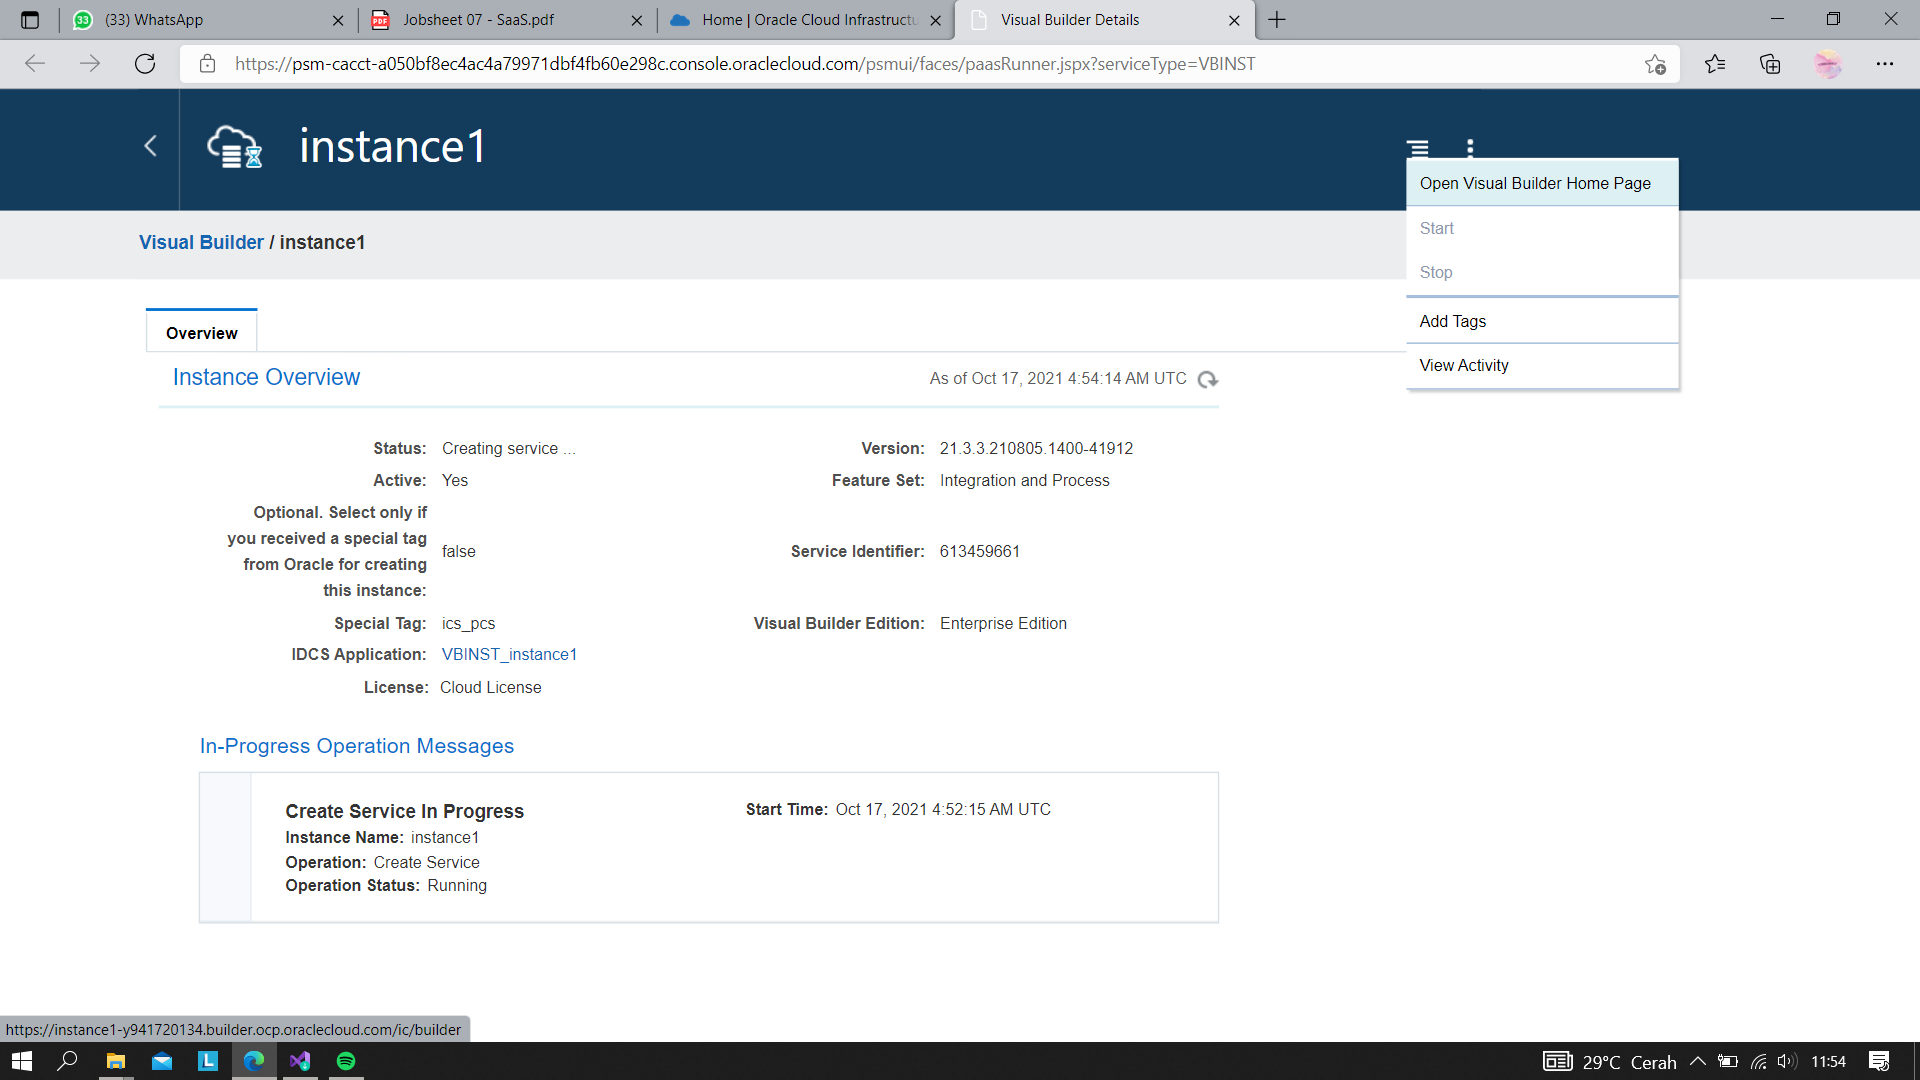 33
(33) WhatsApp
PDF
Jobsheet 07 - SaaS.pdf
Home | Oracle Cloud Infrastructu
Visual Builder Details
https://psm-cacct-a050bf8ec4ac4a79971dbf4fb60e298c.console.oraclecloud.com/psmui/faces/paasRunner.jspx?serviceType=VBINST
instance1
Open Visual Builder Home Page
Start
Stop
Add Tags
View Activity
Visual Builder / instance1
Overview
Instance Overview
As of Oct 17, 2021 4:54:14 AM UTC
Status: Creating service ...
Version: 21.3.3.210805.1400-41912
Active: Yes
Feature Set: Integration and Process
Optional. Select only if
you received a special tag
from Oracle for creating
this instance:
false
Service Identifier: 613459661
Special Tag: ics_pcs
Visual Builder Edition: Enterprise Edition
IDCS Application: VBINST_instance1
License: Cloud License
In-Progress Operation Messages
Create Service In Progress
Start Time: Oct 17, 2021 4:52:15 AM UTC
Instance Name: instance1
Operation: Create Service
Operation Status: Running
https://instance1-y941720134.builder.ocp.oraclecloud.com/ic/builder
L
29°C Cerah
11:54